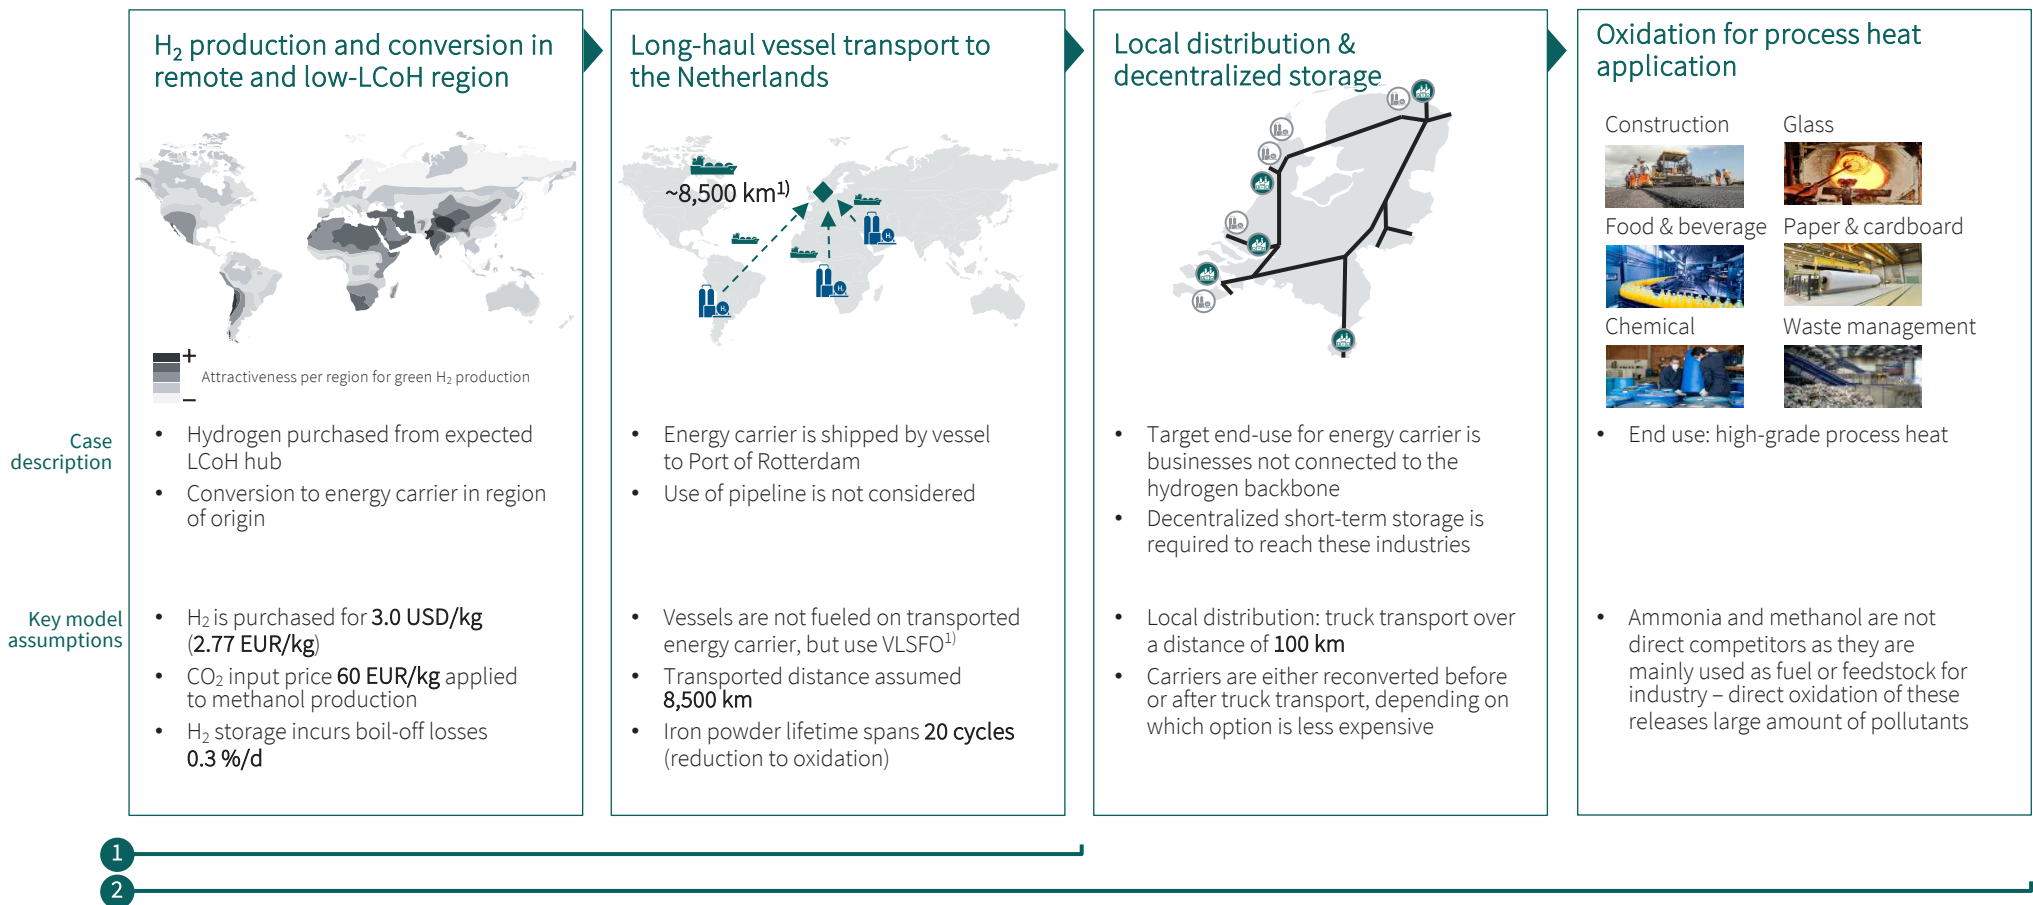 H₂ production and conversion in
remote and low-LCoH region
+
Attractiveness per region for green H₂ production
–
Long-haul vessel transport to
the Netherlands
~8,500 km¹⁾
H₂
H₂
H₂
Local distribution &
decentralized storage
Oxidation for process heat
application
Construction
Glass
Food & beverage
Paper & cardboard
Chemical
Waste management
Case
description
• Hydrogen purchased from expected
LCoH hub
• Conversion to energy carrier in region
of origin
• Energy carrier is shipped by vessel
to Port of Rotterdam
• Use of pipeline is not considered
• Target end-use for energy carrier is
businesses not connected to the
hydrogen backbone
• Decentralized short-term storage is
required to reach these industries
• End use: high-grade process heat
Key model
assumptions
• H₂ is purchased for 3.0 USD/kg
(2.77 EUR/kg)
• CO₂ input price 60 EUR/kg applied
to methanol production
• H₂ storage incurs boil-off losses
0.3 %/d
• Vessels are not fueled on transported
energy carrier, but use VLSFO¹⁾
• Transported distance assumed
8,500 km
• Iron powder lifetime spans 20 cycles
(reduction to oxidation)
• Local distribution: truck transport over
a distance of 100 km
• Carriers are either reconverted before
or after truck transport, depending on
which option is less expensive
• Ammonia and methanol are not
direct competitors as they are
mainly used as fuel or feedstock for
industry – direct oxidation of these
releases large amount of pollutants
1
2